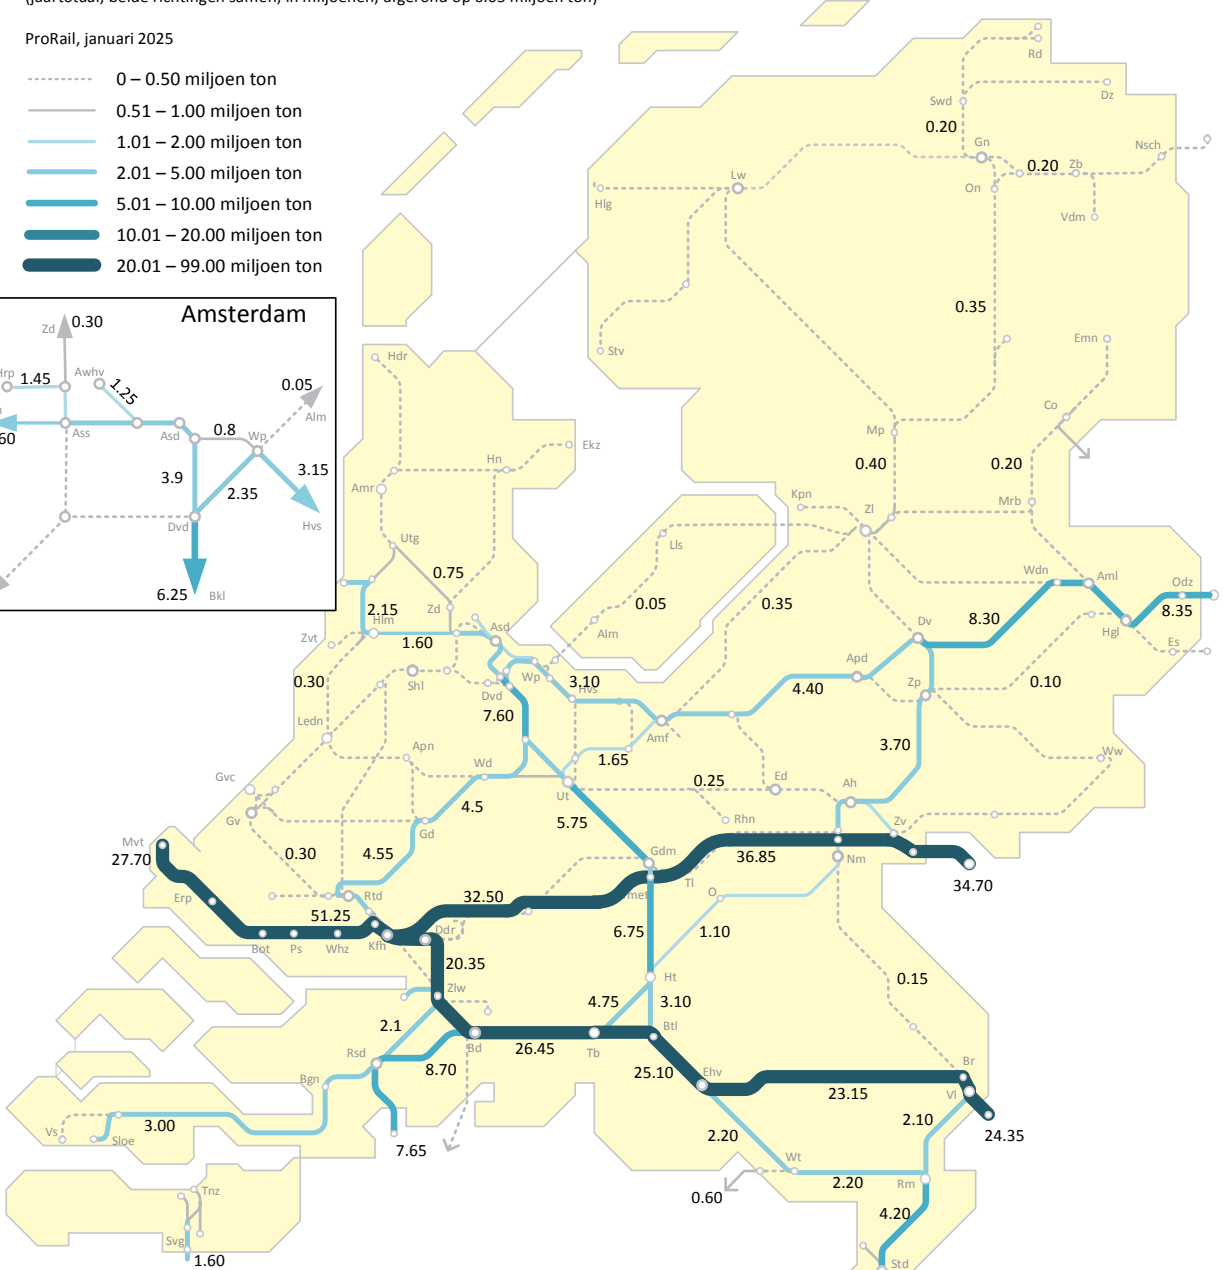 (jaartotaal, beide richtingen samen, in miljoenen, afgerond op 0.05 miljoen ton)
ProRail, januari 2025
0 – 0.50 miljoen ton
0.51 – 1.00 miljoen ton
1.01 – 2.00 miljoen ton
2.01 – 5.00 miljoen ton
5.01 – 10.00 miljoen ton
10.01 – 20.00 miljoen ton
20.01 – 99.00 miljoen ton
Amsterdam
Zd
0.30
1.45
Awhv
1.25
0.05
Alm
60
Ass
Asd
0.8
Wp
3.9
2.35
3.15
Hvs
Dvd
6.25
Bkl
Rd
Dz
Swd
0.20
Gn
0.20
Zb
Nsch
On
Vdm
Lw
Hlg
Stv
0.35
Emn
Co
Mp
0.40
0.20
Mrb
Hdr
Hn
Ekz
Amr
Utg
0.75
Zd
2.15
Hlm
Zvt
1.60
Asd
Kpn
Zl
Lls
0.05
Alm
0.35
Wdn
Aml
Odz
8.35
Hgl
Es
8.30
Dv
0.30
Shl
Wp
3.10
Hvs
Dvd
7.60
Apd
4.40
Zp
0.10
Ledn
Amf
3.70
Ww
Apn
Wd
1.65
Gvc
Ut
0.25
Ed
Ah
4.5
Gv
Gd
5.75
Rhn
Zv
Mvt
27.70
0.30
4.55
Gdm
36.85
Nm
34.70
Tl
Erp
Rtd
32.50
O
51.25
Bot
Ps
Whz
Kfh
Ddr
6.75
1.10
20.35
Zlw
Ht
0.15
4.75
3.10
2.1
Btl
Rsd
8.70
Bd
26.45
Tb
25.10
Ehv
Br
Bgn
23.15
Vl
Vs
Sloe
3.00
7.65
2.20
2.10
24.35
Wt
0.60
2.20
Rm
Tnz
4.20
Svg
1.60
Std